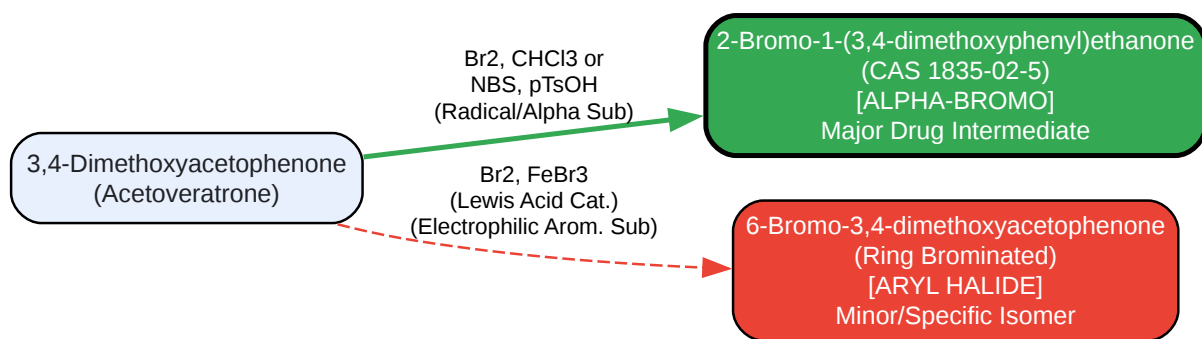 3,4-Dimethoxyacetophenone
(Acetoveratrone)
Br2, CHCl3 or
NBS, pTsOH
(Radical/Alpha Sub)
2-Bromo-1-(3,4-dimethoxyphenyl)ethanone
(CAS 1835-02-5)
[ALPHA-BROMO]
Major Drug Intermediate
Br2, FeBr3
(Lewis Acid Cat.)
(Electrophilic Arom. Sub)
6-Bromo-3,4-dimethoxyacetophenone
(Ring Brominated)
[ARYL HALIDE]
Minor/Specific Isomer